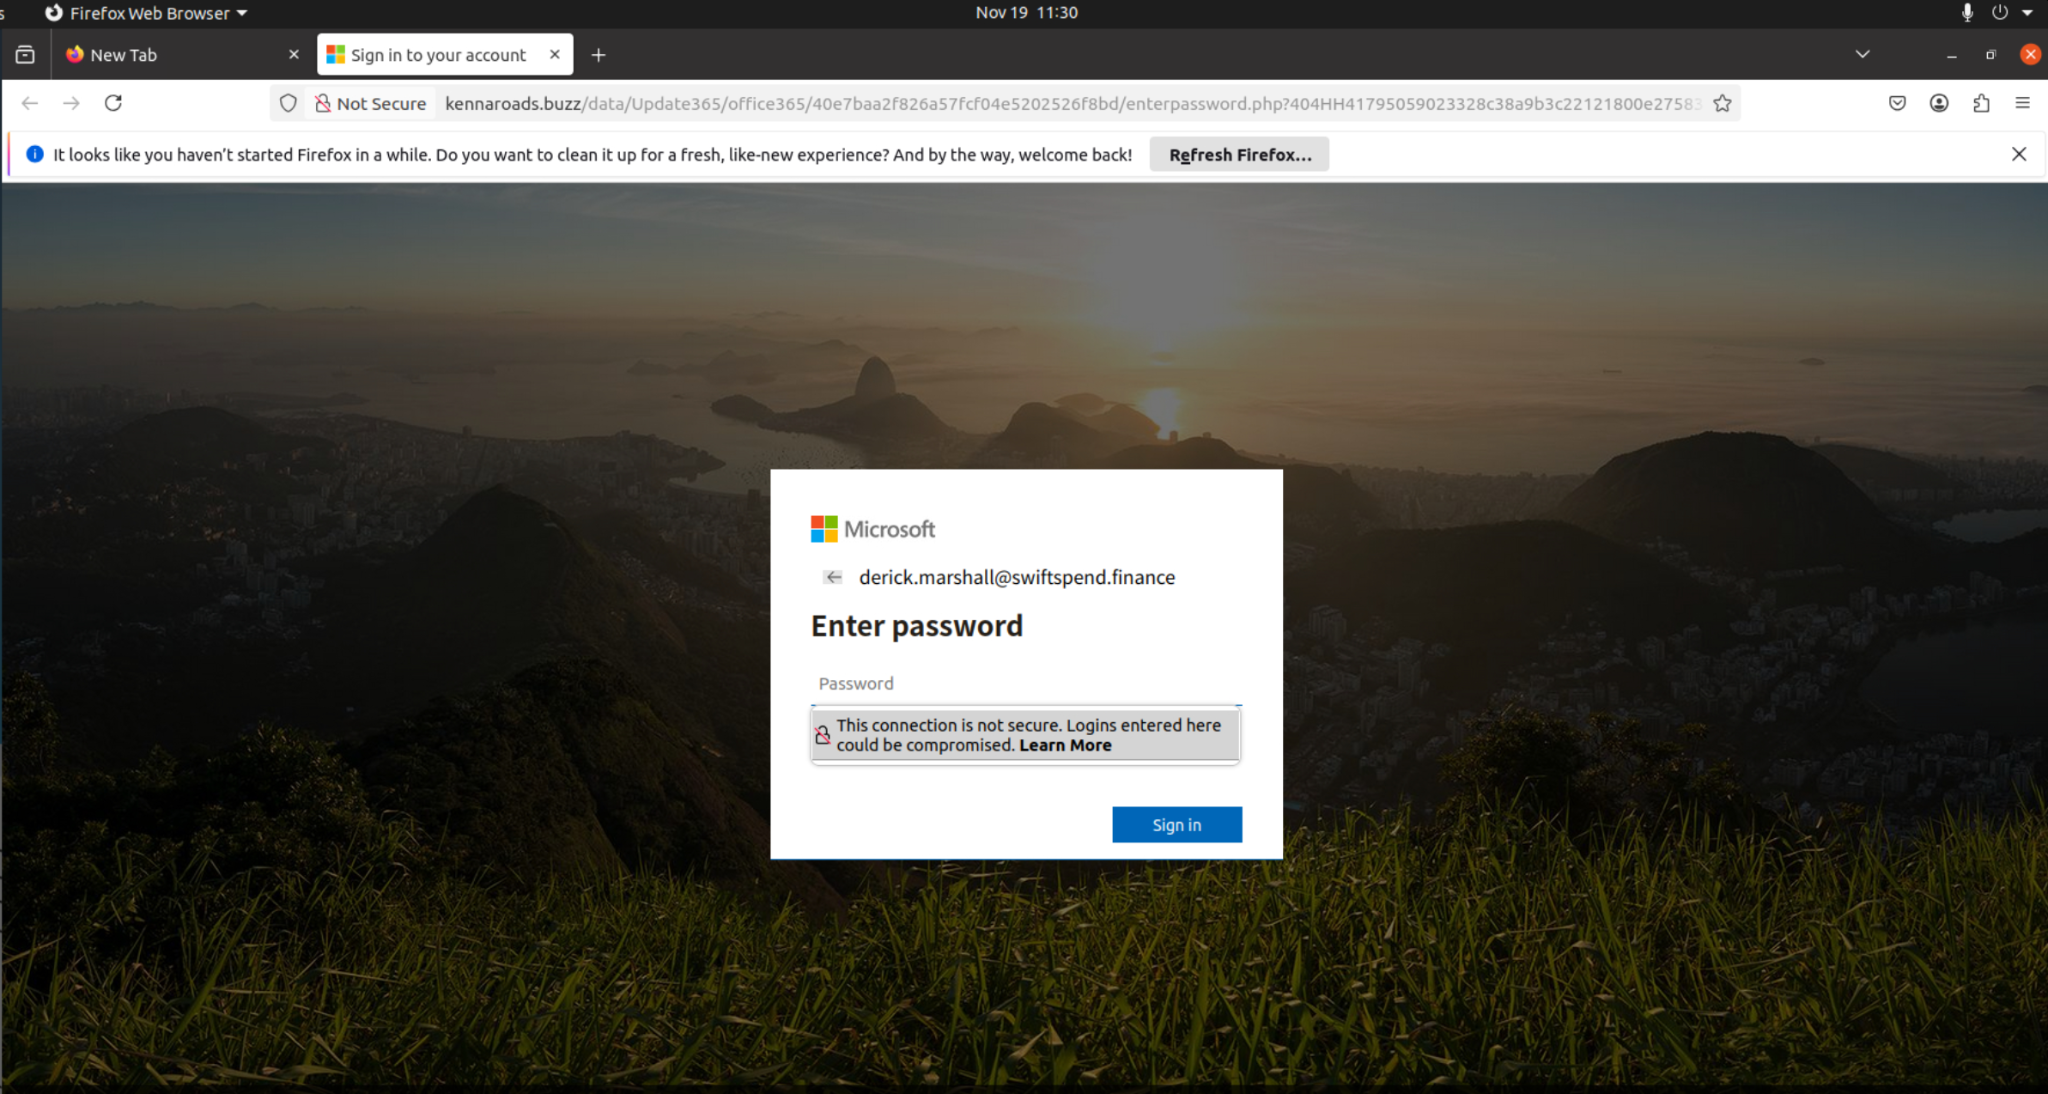 s Firefox Web Browser Nov 19 11:30
New Tab Sign in to your account
Not Secure kennaroads.buzz/data/Update365/office365/40e7baa2f826a57fcf04e5202526f8bd/enterpassword.php?404HH41795059023328c38a9b3c22121800e27583
It looks like you haven't started Firefox in a while. Do you want to clean it up for a fresh, like-new experience? And by the way, welcome back! Refresh Firefox...
Microsoft
derick.marshall@swiftspend.finance
Enter password
Password
This connection is not secure. Logins entered here
could be compromised. Learn More
Sign in